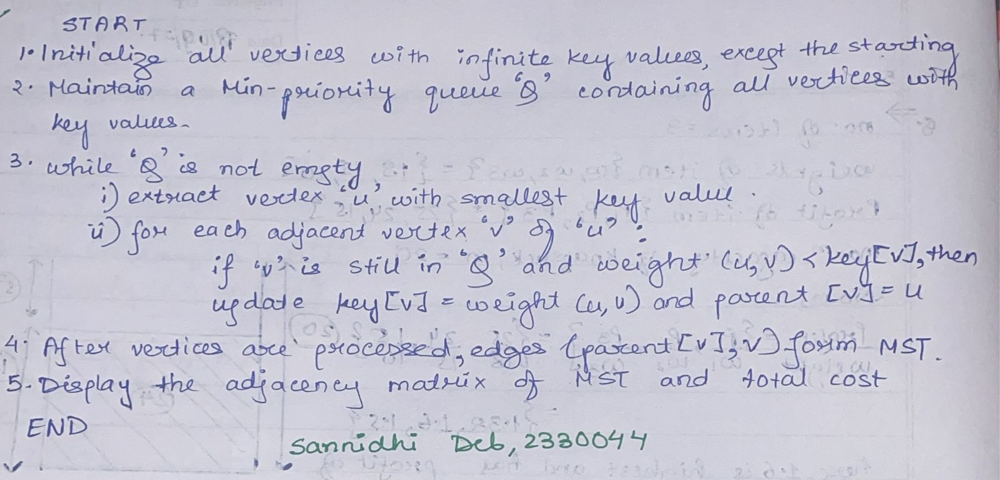 START
1. Initialize all vertices with infinite key values, except the starting
2. Maintain a Min-priority queue 'Q' containing all vertices with
key values.
3. while 'Q' is not empty
i) extract vertex 'u' with smallest key value.
ii) for each adjacent vertex 'v' of 'u' :
if 'v' is still in 'Q' and weight (u, v) < key[v], then
update key[v] = weight (u, v) and parent [v] = u
4. After vertices are processed, edges (parent[v], v) form MST.
5. Display the adjacency matrix of MST and total cost
END
Sannidhi Deb, 2330044